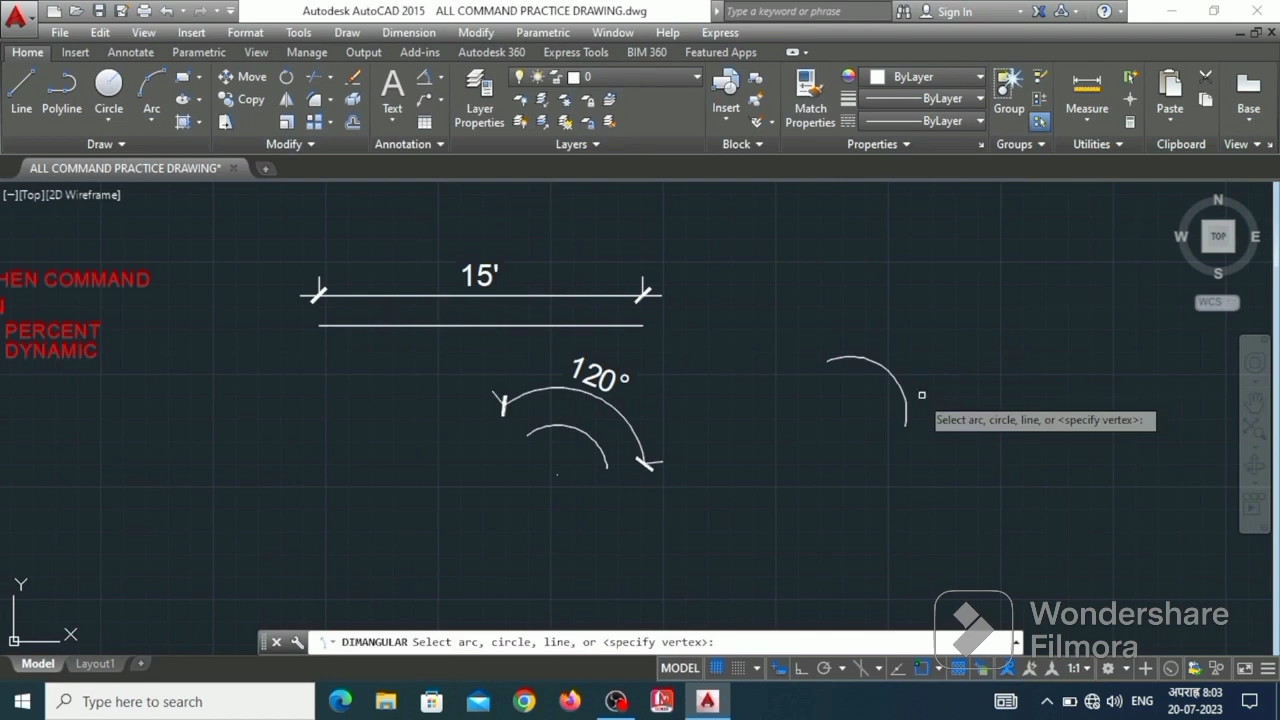 Autodesk AutoCAD 2015 ALL COMMAND PRACTICE DRAWING.dwg
Type a keyword or phrase
Sign In
File Edit View Insert Format Tools Draw Dimension Modify Parametric Window Help Express
Home Insert Annotate Parametric View Manage Output Add-ins Autodesk 360 Express Tools BIM 360 Featured Apps
Line Polyline Circle Arc
Move
Copy
Text
Layer Properties
0
Insert
Match Properties
ByLayer
ByLayer
ByLayer
Group
Measure
Paste
Base
Draw Modify Annotation Layers Block Properties Groups Utilities Clipboard View
ALL COMMAND PRACTICE DRAWING*
[−][Top][2D Wireframe]
N
W TOP E
S
WCS
15'
HEN COMMAND
N
PERCENT
DYNAMIC
120°
Select arc, circle, line, or <specify vertex>:
Y
X
Wondershare
Filmora
DIMANGULAR Select arc, circle, line, or <specify vertex>:
Model Layout1
MODEL
1:1
Type here to search
ENG
अपराह्न 8:03
20-07-2023